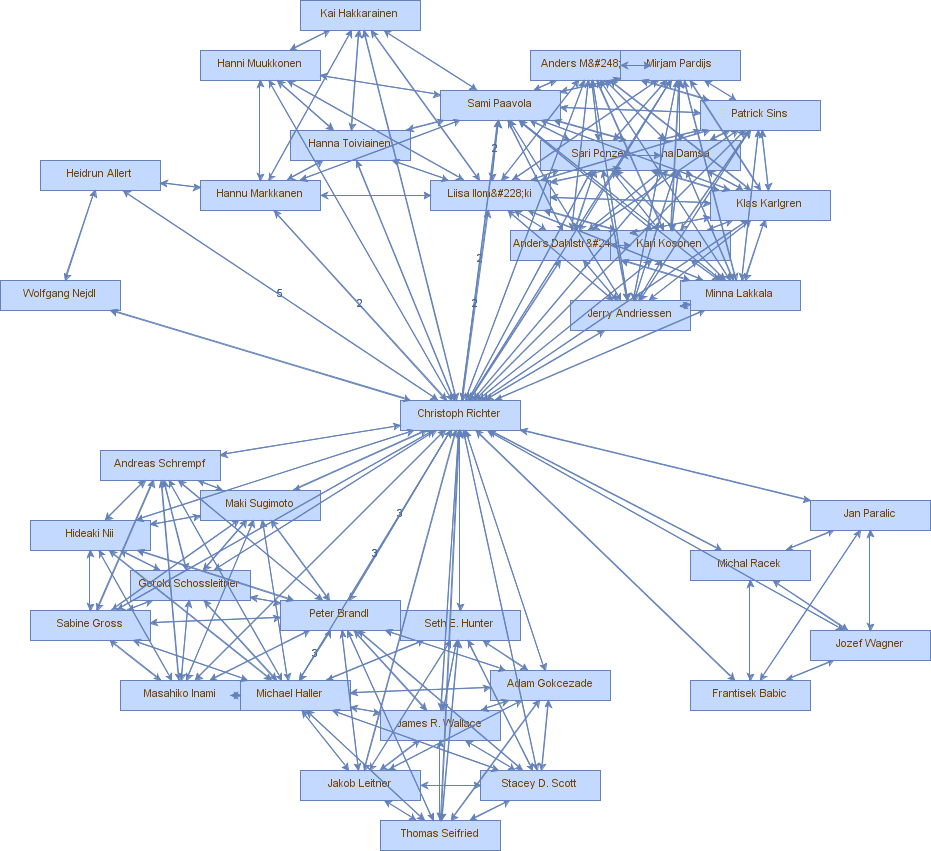 Kai Hakkarainen
Hanni Muukkonen
Anders M&#248;
Mirjam Pardijs
Sami Paavola
Patrick Sins
Hanna Toiviainen
2
Sari Ponzer
na Damsa
Heidrun Allert
Hannu Markkanen
Liisa Ilom&#228;ki
Klas Karlgren
Anders Dahlstr&#24
Kari Kosonen
2
Wolfgang Nejdl
5
2
2
Minna Lakkala
Jerry Andriessen
Christoph Richter
Andreas Schrempf
Maki Sugimoto
3
Jan Paralic
Hideaki Nii
3
Michal Racek
Gerold Schossleitner
Peter Brandl
Sabine Gross
Seth E. Hunter
Jozef Wagner
3
Masahiko Inami
Michael Haller
Adam Gokcezade
Frantisek Babic
James R. Wallace
Jakob Leitner
Stacey D. Scott
Thomas Seifried